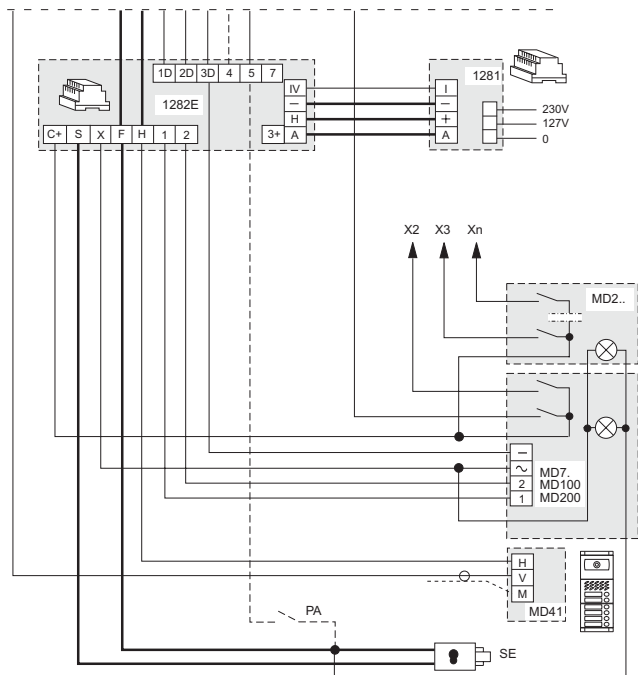 1D 2D 3D 4 5 7
1282E
IV
–
H
3+ A
C+ S X F H 1 2
1281
I
–
+
A
230V
127V
0
X2 X3 Xn
MD2..
–
~
2
1
MD7.
MD100
MD200
H
V
M
MD41
PA
SE